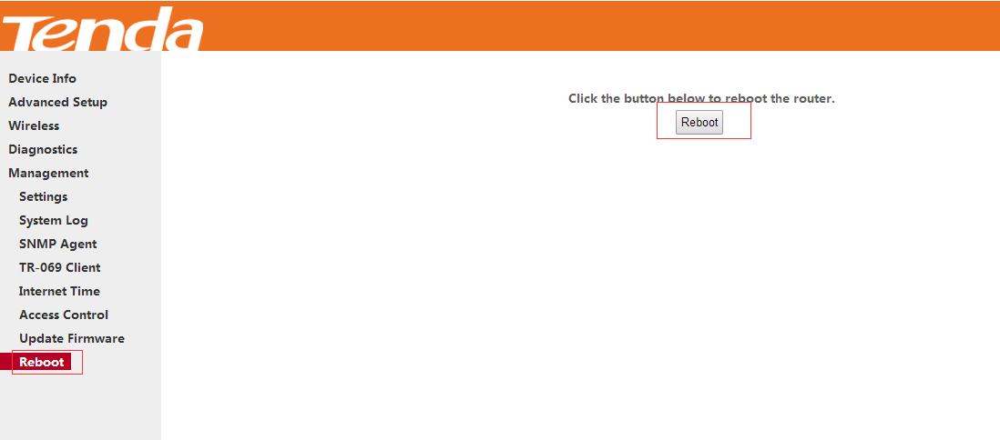 Tenda
Device Info
Advanced Setup
Wireless
Diagnostics
Management
Settings
System Log
SNMP Agent
TR-069 Client
Internet Time
Access Control
Update Firmware
Reboot
Click the button below to reboot the router.
Reboot